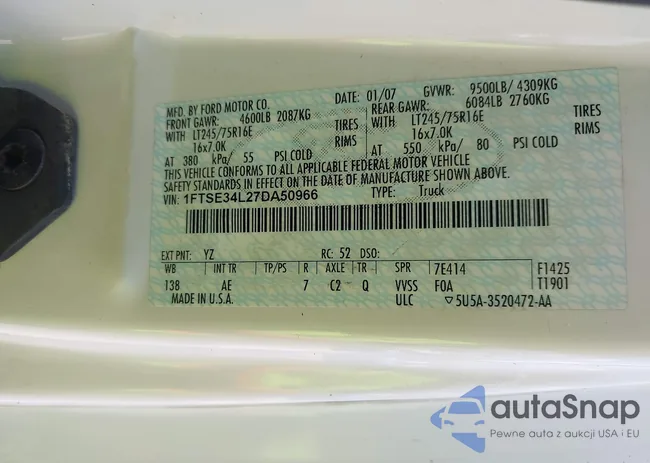 MFD. BY FORD MOTOR CO.
DATE: 01/07 GVWR: 9500LB/ 4309KG
FRONT GAWR: 4600LB 2087KG REAR GAWR: 6084LB 2760KG
WITH LT245/75R16E TIRES WITH LT245/75R16E TIRES
16x7.0K RIMS 16x7.0K RIMS
AT 380 kPa/ 55 PSI COLD AT 550 kPa/ 80 PSI COLD
THIS VEHICLE CONFORMS TO ALL APPLICABLE FEDERAL MOTOR VEHICLE
SAFETY STANDARDS IN EFFECT ON THE DATE OF MANUFACTURE SHOWN ABOVE.
VIN: 1FTSE34L27DA50966 TYPE: Truck
EXT PNT: YZ RC: 52 DSO:
WB INT TR TP/PS R AXLE TR SPR 7E414 F1425
138 AE 7 C2 Q VVSS F0A T1901
MADE IN U.S.A. ULC ▽5U5A-3520472-AA
autaSnap
Pewne auta z aukcji USA i EU